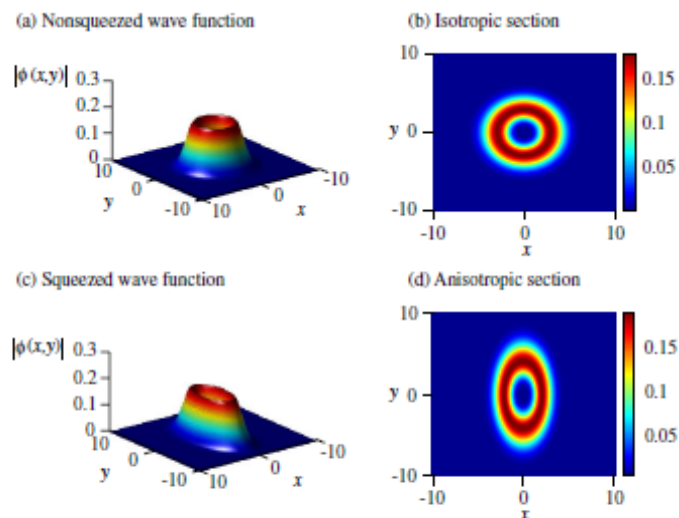 (a) Nonsqueezed wave function
|ϕ(x,y)|
0.3
0.2
0.1
0
10
0
-10
y
10
0
-10
x
(b) Isotropic section
10
y 0
-10
-10
0
10
x
0.15
0.1
0.05
(c) Squeezed wave function
|ϕ(x,y)|
0.3
0.2
0.1
0
10
0
-10
y
10
0
-10
x
(d) Anisotropic section
10
y 0
-10
-10
0
10
x
0.15
0.1
0.05